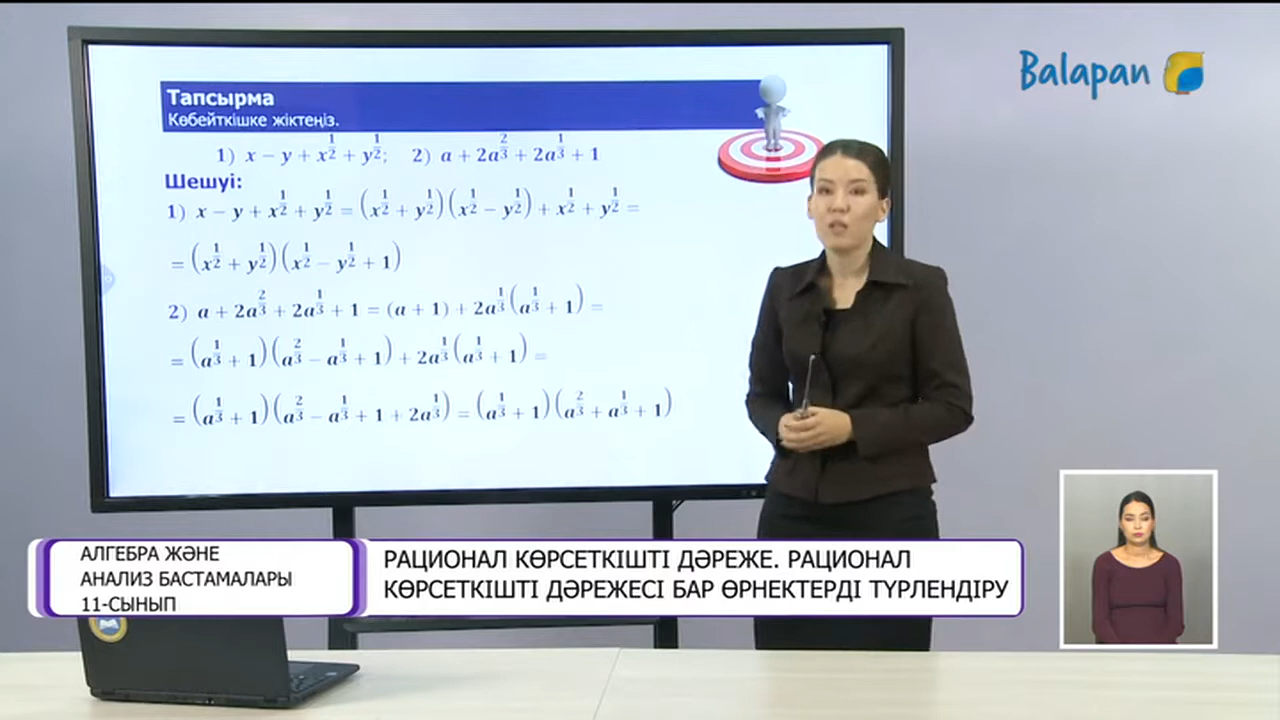 Balapan
Тапсырма
Көбейткішке жіктеңіз.
1) x − y + x^(1/2) + y^(1/2); 2) a + 2a^(2/3) + 2a^(1/3) + 1
Шешуі:
1) x − y + x^(1/2) + y^(1/2) = (x^(1/2) + y^(1/2))(x^(1/2) − y^(1/2)) + x^(1/2) + y^(1/2) =
= (x^(1/2) + y^(1/2))(x^(1/2) − y^(1/2) + 1)
2) a + 2a^(2/3) + 2a^(1/3) + 1 = (a + 1) + 2a^(1/3)(a^(1/3) + 1) =
= (a^(1/3) + 1)(a^(2/3) − a^(1/3) + 1) + 2a^(1/3)(a^(1/3) + 1) =
= (a^(1/3) + 1)(a^(2/3) − a^(1/3) + 1 + 2a^(1/3)) = (a^(1/3) + 1)(a^(2/3) + a^(1/3) + 1)
АЛГЕБРА ЖӘНЕ
АНАЛИЗ БАСТАМАЛАРЫ
11-СЫНЫП
РАЦИОНАЛ КӨРСЕТКІШТІ ДӘРЕЖЕ. РАЦИОНАЛ
КӨРСЕТКІШТІ ДӘРЕЖЕСІ БАР ӨРНЕКТЕРДІ ТҮРЛЕНДІРУ